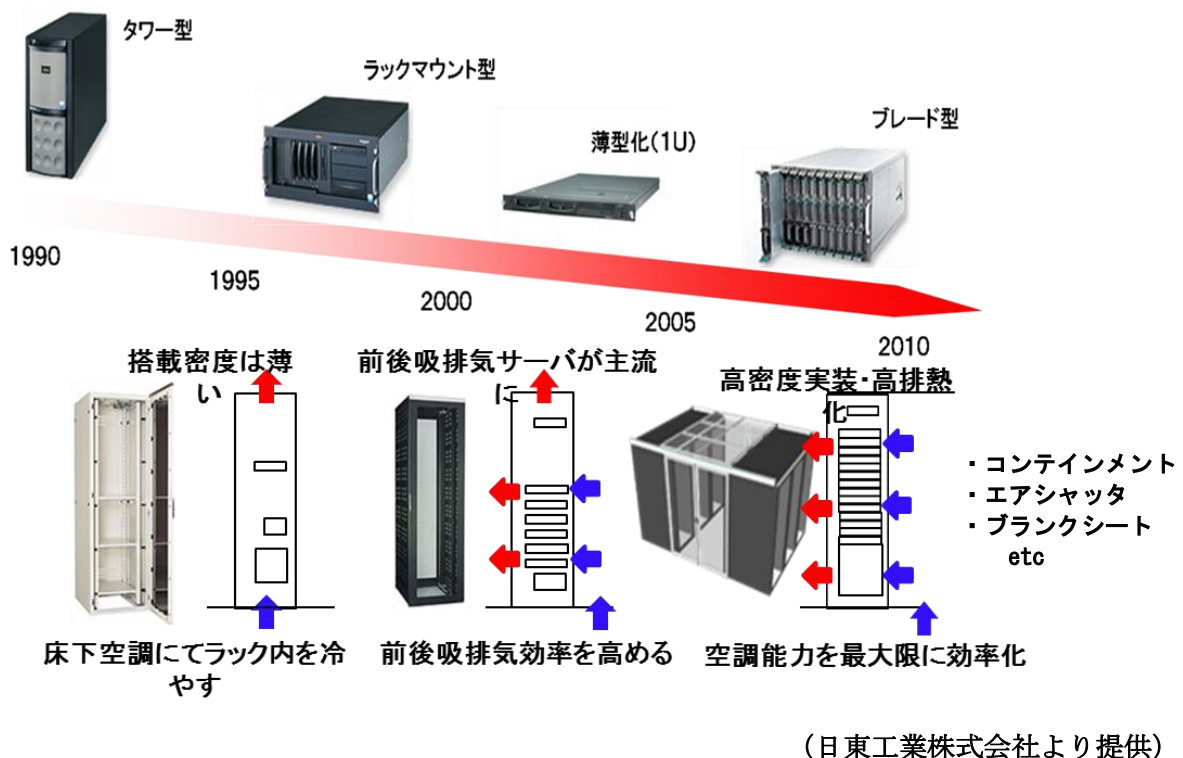 タワー型
ラックマウント型
薄型化(1U)
ブレード型
1990
1995
2000
2005
2010
搭載密度は薄
い
前後吸排気サーバが主流
に
高密度実装・高排熱
化
・コンテインメント
・エアシャッタ
・ブランクシート
etc
床下空調にてラック内を冷
やす
前後吸排気効率を高める
空調能力を最大限に効率化
(日東工業株式会社より提供)